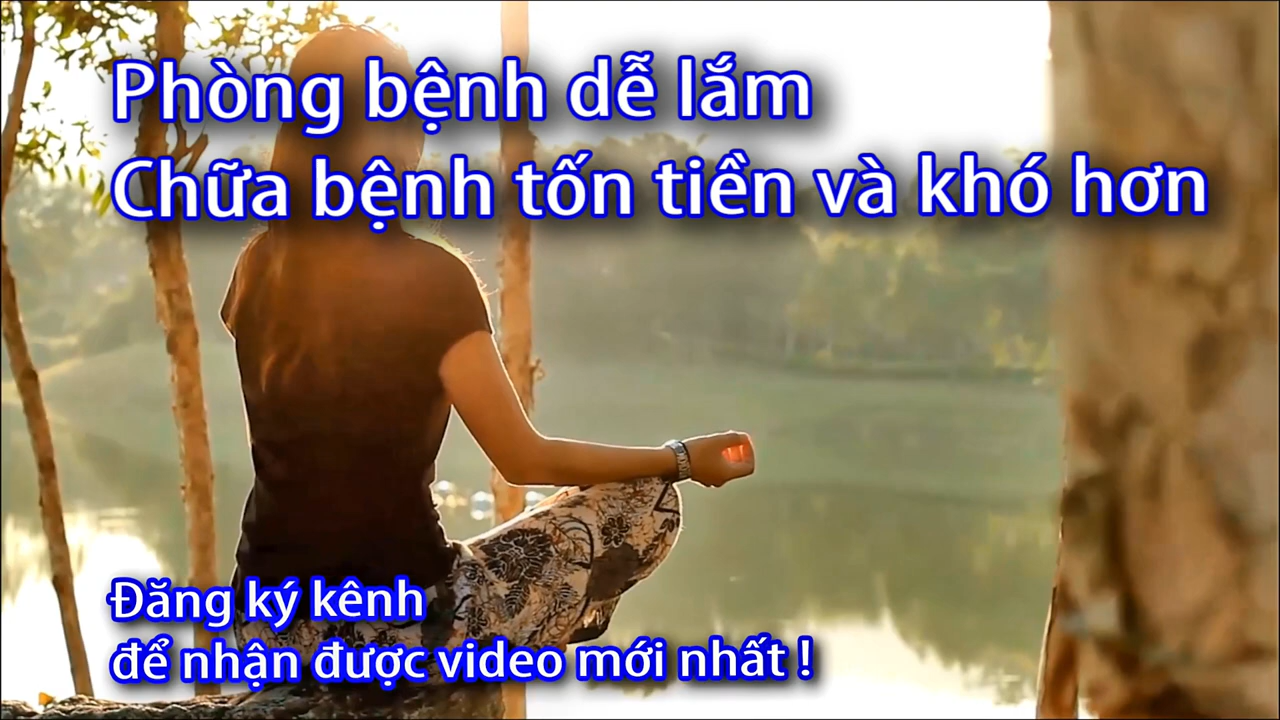 Phòng bệnh dễ lắm
Chữa bệnh tốn tiền và khó hơn
Đăng ký kênh
để nhận được video mới nhất !